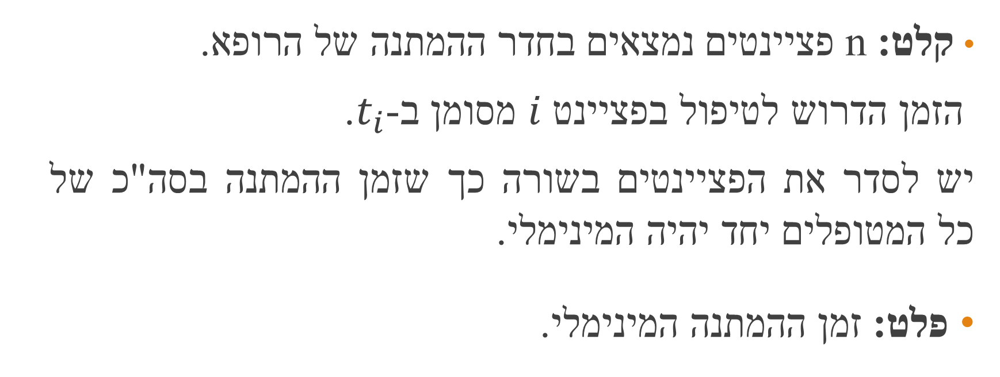 • קלט: n פציינטים נמצאים בחדר ההמתנה של הרופא.
הזמן הדרוש לטיפול בפציינט i מסומן ב-tᵢ.
יש לסדר את הפציינטים בשורה כך שזמן ההמתנה בסה"כ של
כל המטופלים יחד יהיה המינימלי.
• פלט: זמן ההמתנה המינימלי.